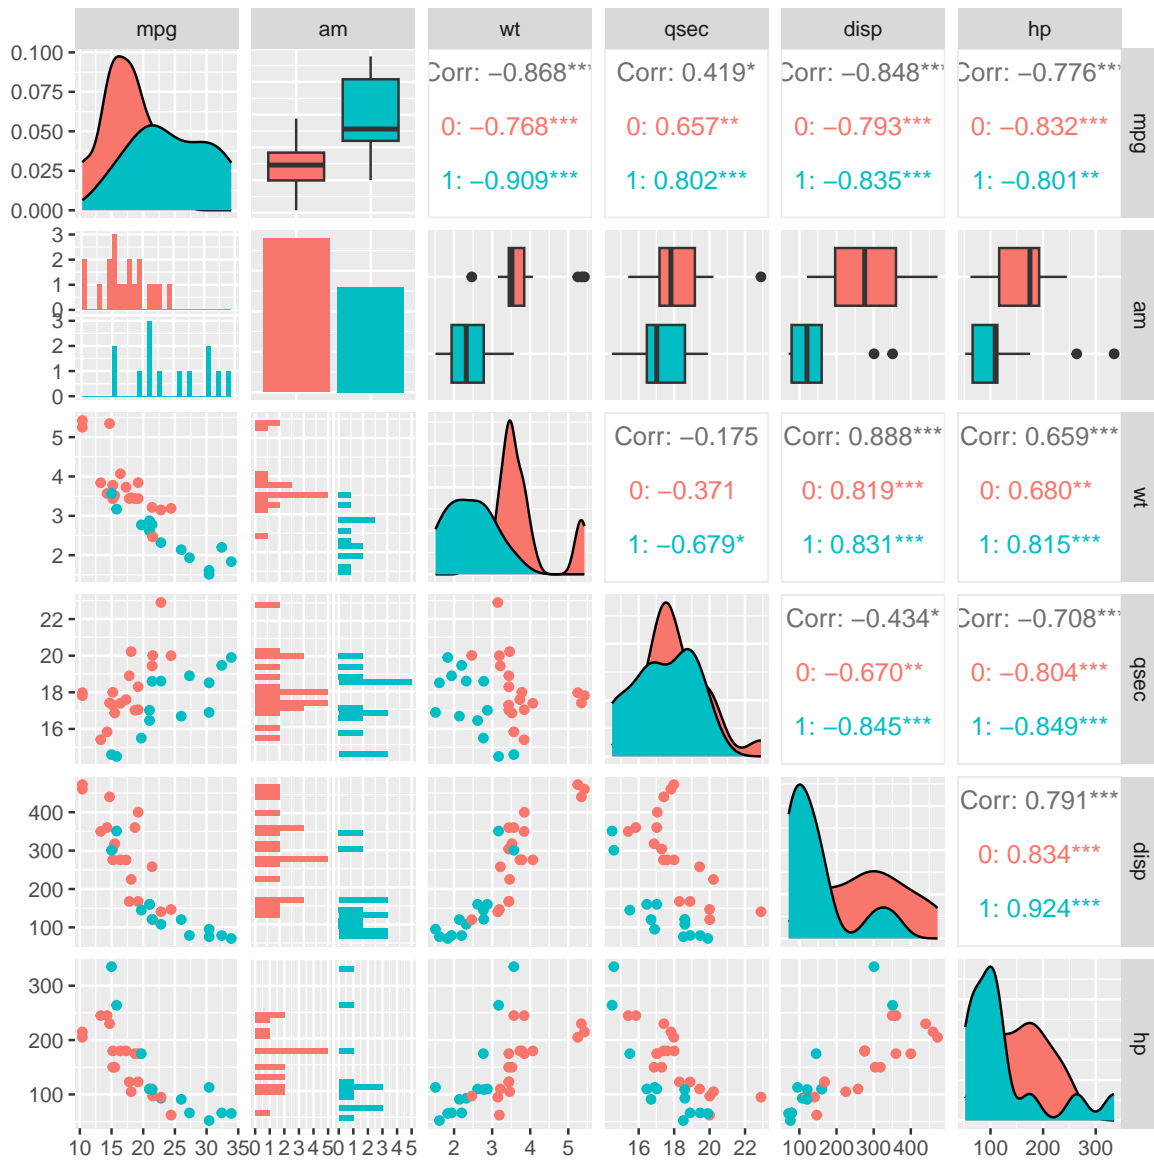 mpg am wt qsec disp hp
0.100
0.075
0.050
0.025
0.000
Corr: −0.868***
0: −0.768***
1: −0.909***
Corr: 0.419*
0: 0.657**
1: 0.802***
Corr: −0.848***
0: −0.793***
1: −0.835***
Corr: −0.776***
0: −0.832***
1: −0.801**
mpg
3
2
1
0
3
2
1
0
am
5
4
3
2
Corr: −0.175
0: −0.371
1: −0.679*
Corr: 0.888***
0: 0.819***
1: 0.831***
Corr: 0.659***
0: 0.680**
1: 0.815***
wt
22
20
18
16
Corr: −0.434*
0: −0.670**
1: −0.845***
Corr: −0.708***
0: −0.804***
1: −0.849***
qsec
400
300
200
100
Corr: 0.791***
0: 0.834***
1: 0.924***
disp
300
200
100
hp
10 15 20 25 30 35 0 1 2 3 4 5 0 1 2 3 4 5 2 3 4 5 16 18 20 22 100 200 300 400 100 200 300